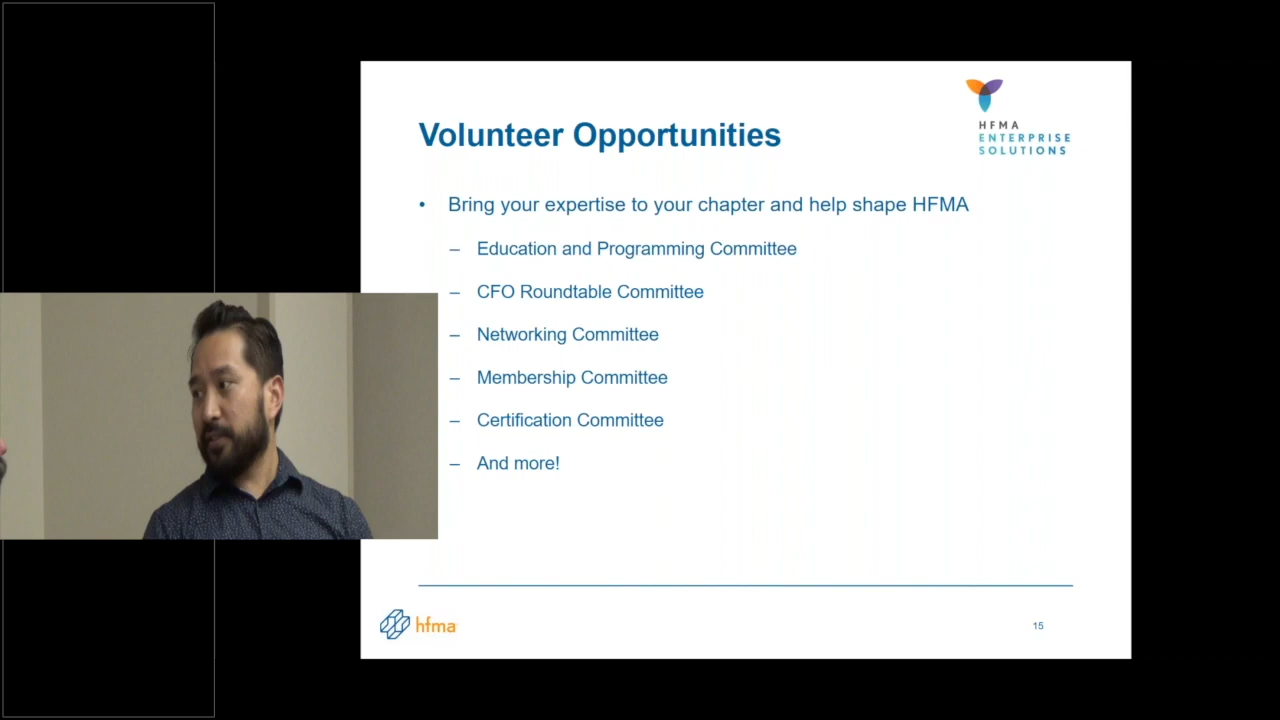 HFMA
ENTERPRISE
SOLUTIONS
Volunteer Opportunities
• Bring your expertise to your chapter and help shape HFMA
– Education and Programming Committee
– CFO Roundtable Committee
– Networking Committee
– Membership Committee
– Certification Committee
– And more!
hfma
15